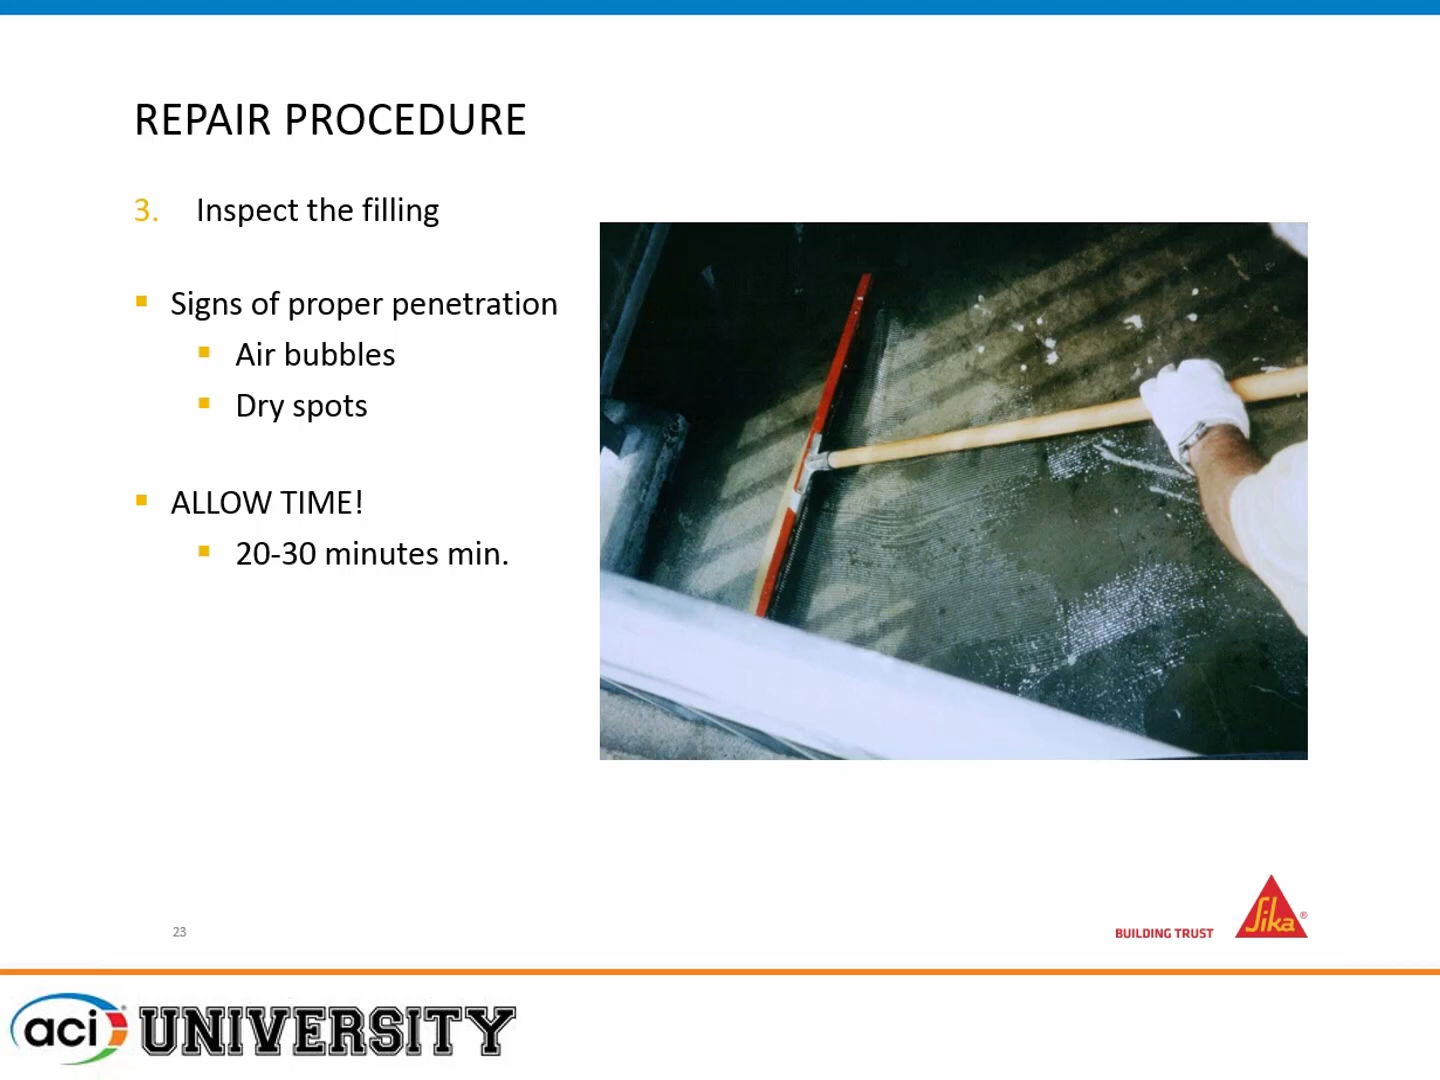 REPAIR PROCEDURE
3. Inspect the filling
▪ Signs of proper penetration
▪ Air bubbles
▪ Dry spots
▪ ALLOW TIME!
▪ 20-30 minutes min.
23
BUILDING TRUST
Sika®
aci UNIVERSITY